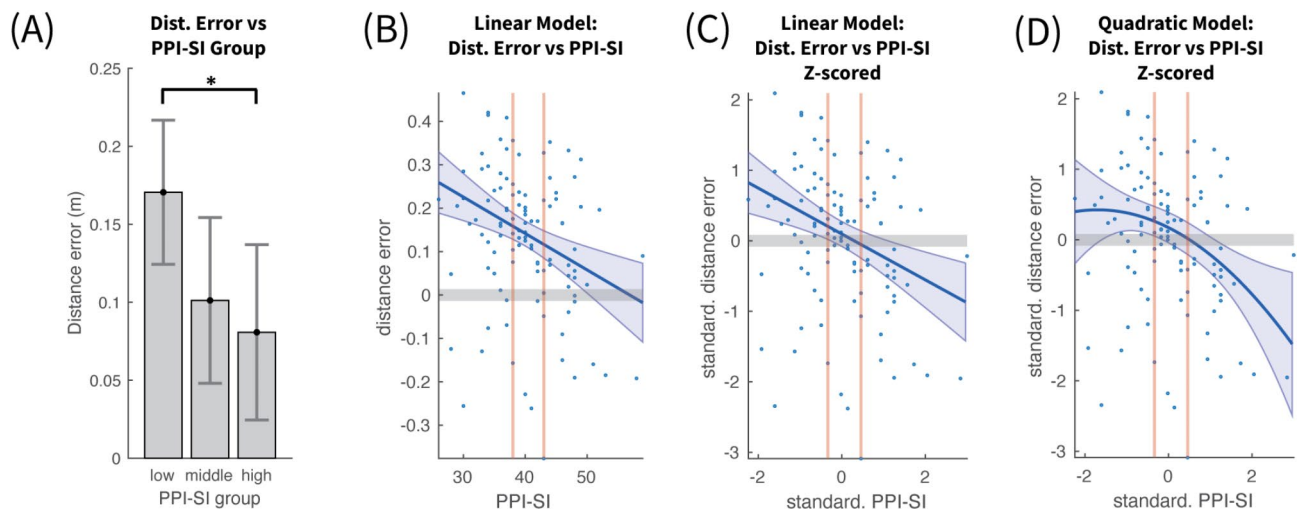 (A)
Dist. Error vs
PPI-SI Group
0.25
0.2
0.15
0.1
0.05
0
Distance error (m)
*
low middle high
PPI-SI group
(B)
Linear Model:
Dist. Error vs PPI-SI
0.4
0.3
0.2
0.1
0
-0.1
-0.2
-0.3
distance error
30 40 50
PPI-SI
(C)
Linear Model:
Dist. Error vs PPI-SI
Z-scored
2
1
0
-1
-2
-3
standard. distance error
-2 0 2
standard. PPI-SI
(D)
Quadratic Model:
Dist. Error vs PPI-SI
Z-scored
2
1
0
-1
-2
-3
standard. distance error
-2 0 2
standard. PPI-SI